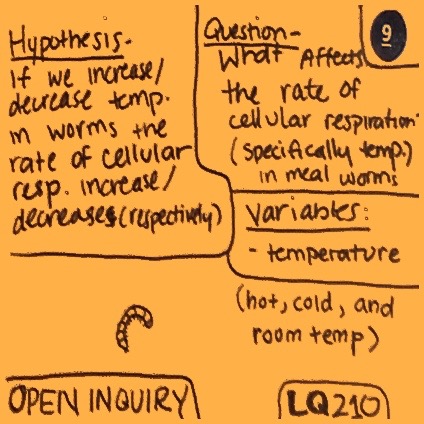 Hypothesis-
If we increase/
decrease temp.
in worms the
rate of cellular
resp. increase/
decreases (respectively)
Question-
What Affects
the rate of
cellular respiration
(specifically temp.)
in meal worms
9
Variables:
- temperature
(hot, cold, and
room temp)
OPEN INQUIRY
LQ210